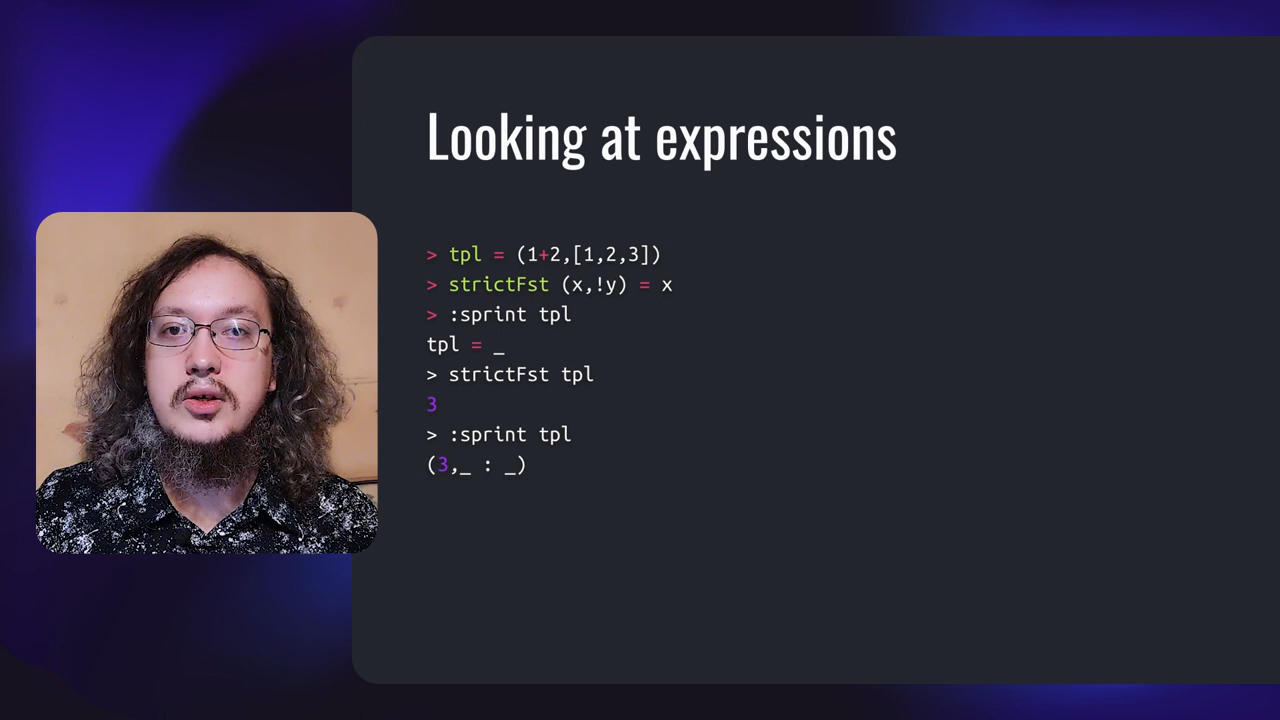 Looking at expressions
> tpl = (1+2,[1,2,3])
> strictFst (x,!y) = x
> :sprint tpl
tpl = _
> strictFst tpl
3
> :sprint tpl
(3,_ : _)